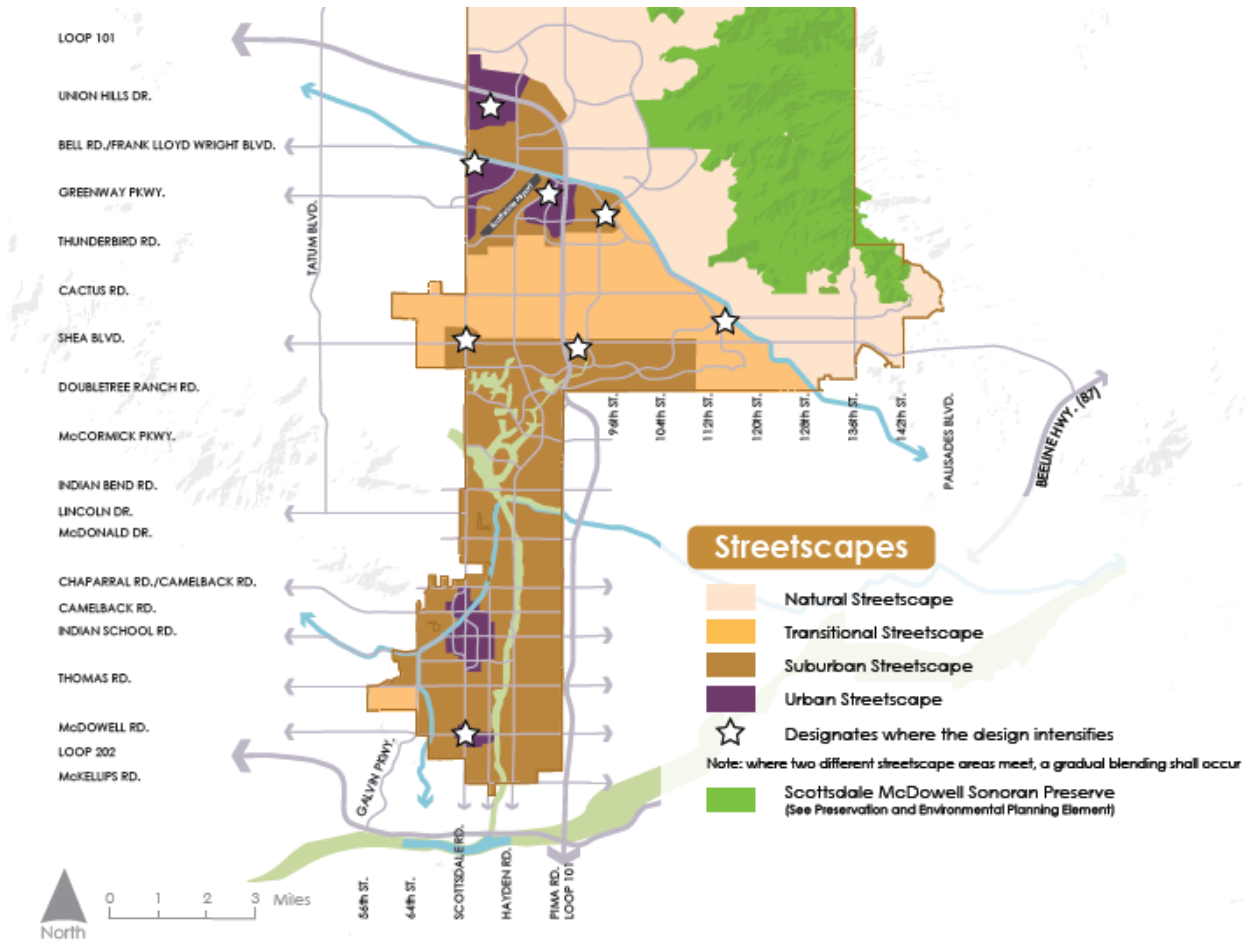 LOOP 101
UNION HILLS DR.
BELL RD./FRANK LLOYD WRIGHT BLVD.
GREENWAY PKWY.
THUNDERBIRD RD.
CACTUS RD.
SHEA BLVD.
DOUBLETREE RANCH RD.
McCORMICK PKWY.
INDIAN BEND RD.
LINCOLN DR.
McDONALD DR.
CHAPARRAL RD./CAMELBACK RD.
CAMELBACK RD.
INDIAN SCHOOL RD.
THOMAS RD.
McDOWELL RD.
LOOP 202
McKELLIPS RD.
TATUM BLVD.
Scottsdale Airport
96th ST.
104th ST.
112th ST.
120th ST.
128th ST.
136th ST.
142th ST.
PALISADES BLVD.
BEELINE HWY. (87)
Streetscapes
Natural Streetscape
Transitional Streetscape
Suburban Streetscape
Urban Streetscape
Designates where the design intensifies
Note: where two different streetscape areas meet, a gradual blending shall occur
Scottsdale McDowell Sonoran Preserve
(See Preservation and Environmental Planning Element)
GALVIN PKWY.
56th ST.
64th ST.
SCOTTSDALE RD.
HAYDEN RD.
PIMA RD.
LOOP 101
0 1 2 3 Miles
North